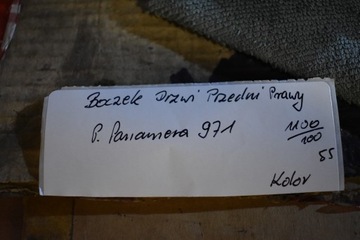 Boczek Drzwi Przedni Prawy
P. Panamera 971
1100
100
55
Kolor